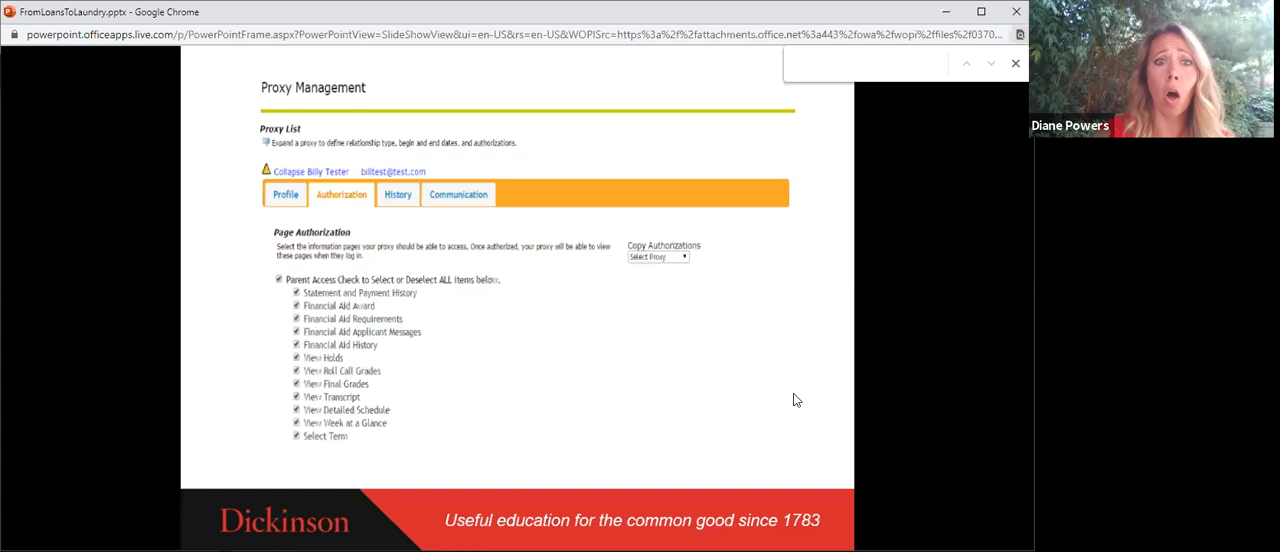 FromLoansToLaundry.pptx - Google Chrome
powerpoint.officeapps.live.com/p/PowerPointFrame.aspx?PowerPointView=SlideShowView&ui=en-US&rs=en-US&WOPISrc=https%3a%2f%2fattachments.office.net%3a443%2fowa%2fwopi%2ffiles%2f0370...
Diane Powers
Proxy Management
Proxy List
Expand a proxy to define relationship type, begin and end dates, and authorizations.
Collapse Billy Tester billtest@test.com
Profile Authorization History Communication
Page Authorization
Select the information pages your proxy should be able to access. Once authorized, your proxy will be able to view
these pages when they log in.
Copy Authorizations
Select Proxy
Parent Access Check to Select or Deselect ALL items below.
Statement and Payment History
Financial Aid Award
Financial Aid Requirements
Financial Aid Applicant Messages
Financial Aid History
View Holds
View Roll Call Grades
View Final Grades
View Transcript
View Detailed Schedule
View Week at a Glance
Select Term
Dickinson
Useful education for the common good since 1783